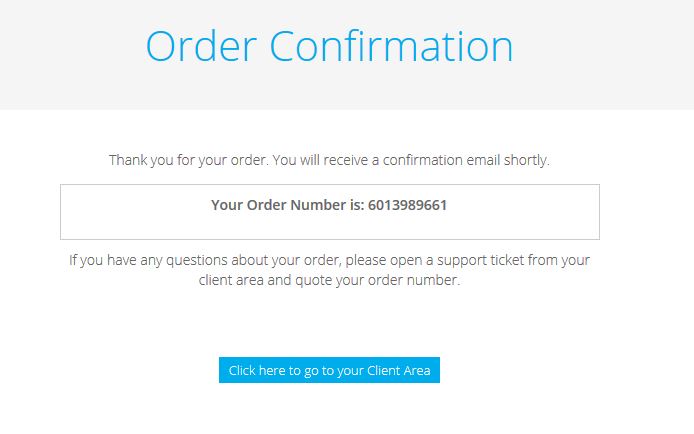 Order Confirmation
Thank you for your order. You will receive a confirmation email shortly.
Your Order Number is: 6013989661
If you have any questions about your order, please open a support ticket from your
client area and quote your order number.
Click here to go to your Client Area